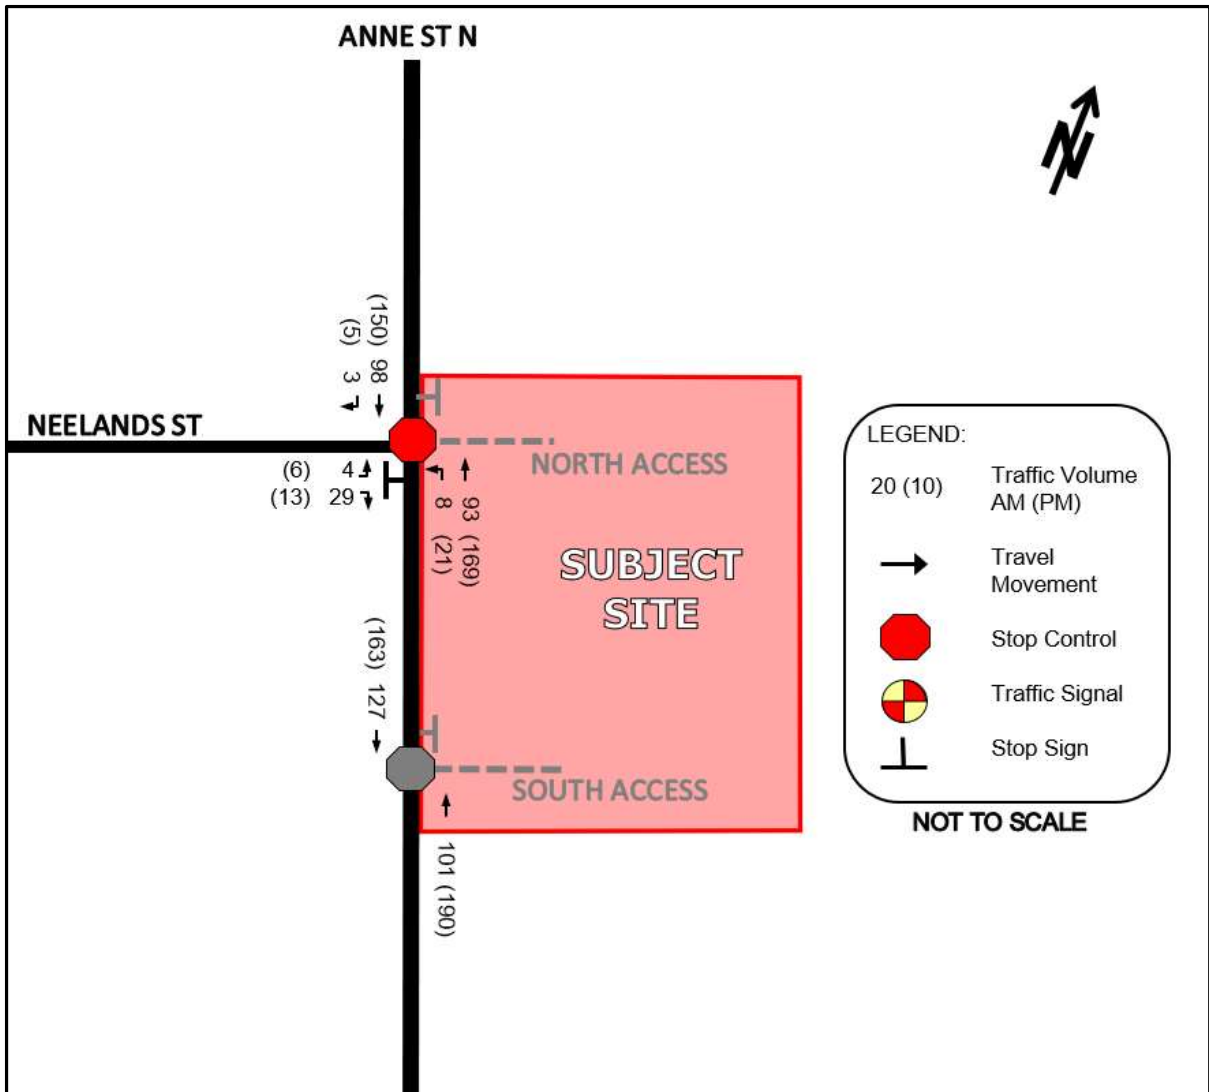 ANNE ST N
N
(150)
(5)
98
3
NEELANDS ST
(6) 4
(13) 29
8 (21)
93 (169)
NORTH ACCESS
SUBJECT
SITE
(163) 127
SOUTH ACCESS
101 (190)
LEGEND:
20 (10) Traffic Volume
AM (PM)
Travel
Movement
Stop Control
Traffic Signal
Stop Sign
NOT TO SCALE